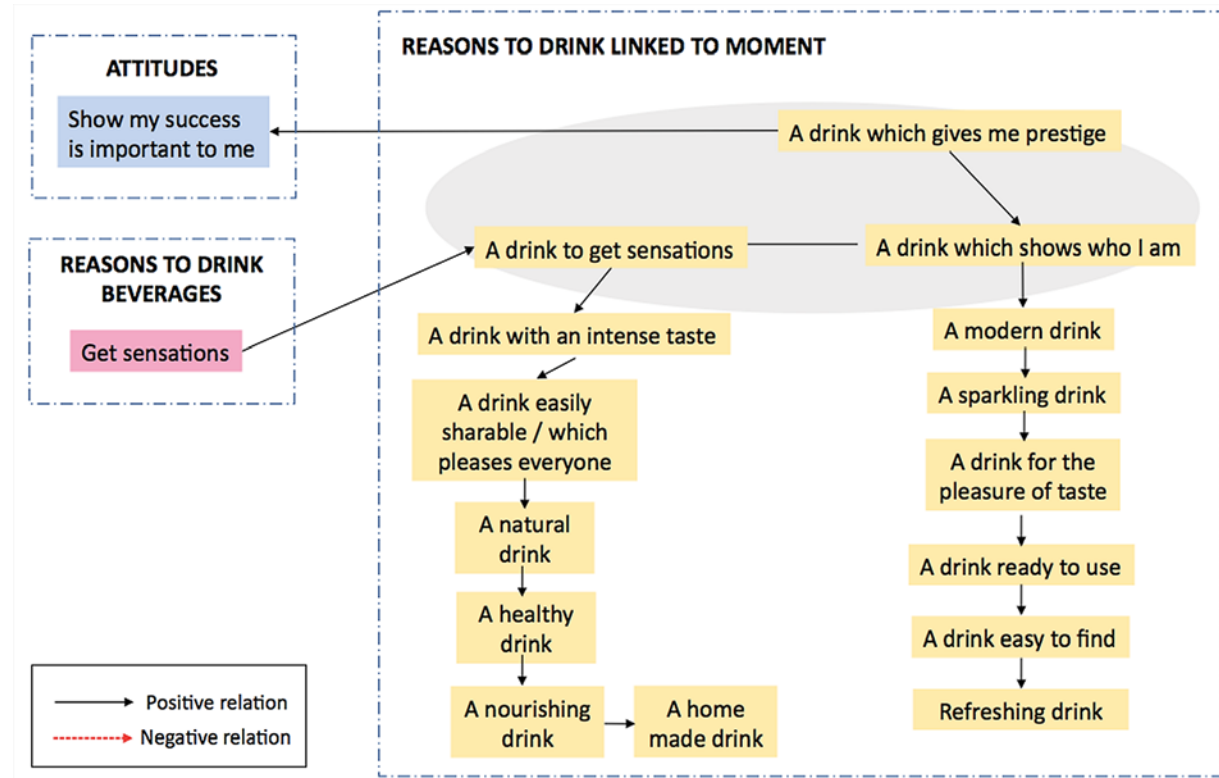 REASONS TO DRINK LINKED TO MOMENT
ATTITUDES
Show my success
is important to me
A drink which gives me prestige
REASONS TO DRINK
BEVERAGES
Get sensations
A drink to get sensations
A drink which shows who I am
A drink with an intense taste
A drink easily
sharable / which
pleases everyone
A natural
drink
A healthy
drink
A nourishing
drink
A home
made drink
A modern drink
A sparkling drink
A drink for the
pleasure of taste
A drink ready to use
A drink easy to find
Refreshing drink
Positive relation
Negative relation